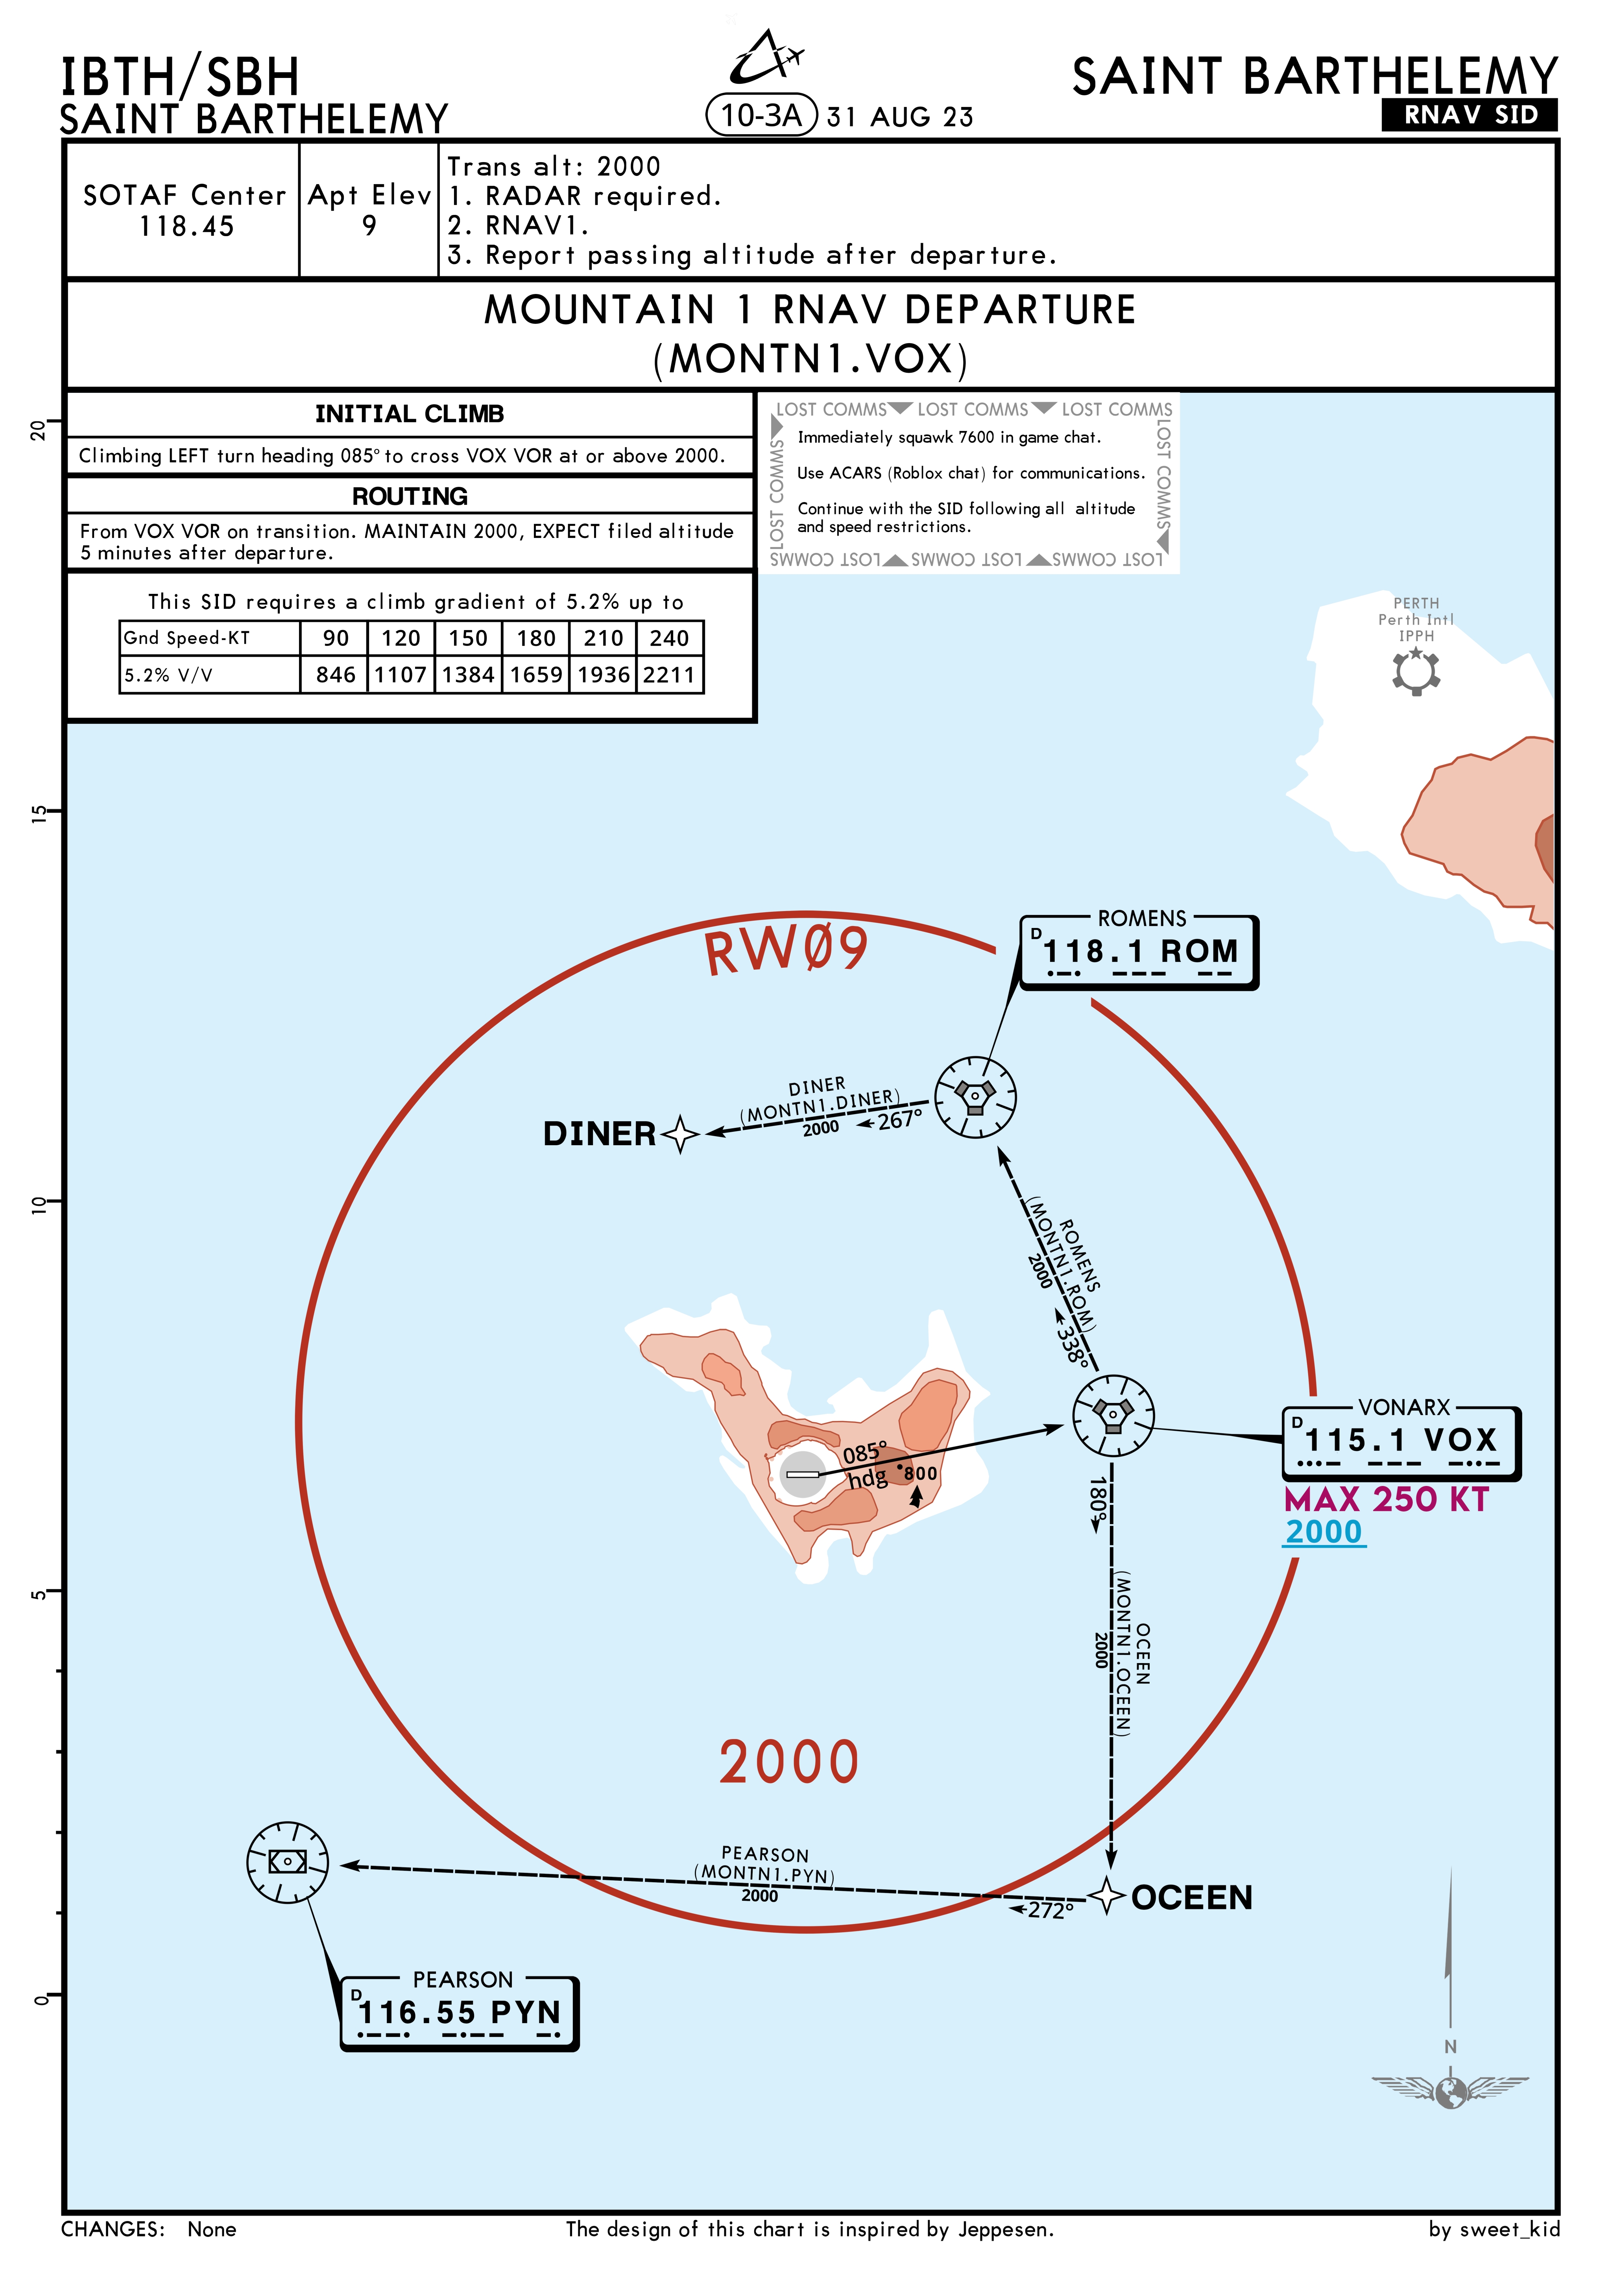 IBTH/SBH
SAINT BARTHELEMY
10-3A 31 AUG 23
SAINT BARTHELEMY
RNAV SID
SOTAF Center
118.45
Apt Elev
9
Trans alt: 2000
1. RADAR required.
2. RNAV1.
3. Report passing altitude after departure.
MOUNTAIN 1 RNAV DEPARTURE
(MONTN1.VOX)
INITIAL CLIMB
Climbing LEFT turn heading 085° to cross VOX VOR at or above 2000.
ROUTING
From VOX VOR on transition. MAINTAIN 2000, EXPECT filed altitude
5 minutes after departure.
This SID requires a climb gradient of 5.2% up to
Gnd Speed-KT 90 120 150 180 210 240
5.2% V/V 846 1107 1384 1659 1936 2211
LOST COMMS LOST COMMS LOST COMMS
LOST COMMS
LOST COMMS
Immediately squawk 7600 in game chat.
Use ACARS (Roblox chat) for communications.
Continue with the SID following all altitude
and speed restrictions.
LOST COMMS LOST COMMS LOST COMMS
LOST COMMS
LOST COMMS
20
15
10
5
0
PERTH
Perth Intl
IPPH
RW09
ROMENS
D 118.1 ROM
DINER
(MONTN1.DINER)
2000
267°
DINER
ROMENS
(MONTN1.ROM)
2000
338°
085°
hdg
800
VONARX
D 115.1 VOX
MAX 250 KT
2000
180°
OCEEN
(MONTN1.OCEEN)
2000
2000
PEARSON
(MONTN1.PYN)
2000
272°
OCEEN
PEARSON
D 116.55 PYN
N
CHANGES: None
The design of this chart is inspired by Jeppesen.
by sweet_kid